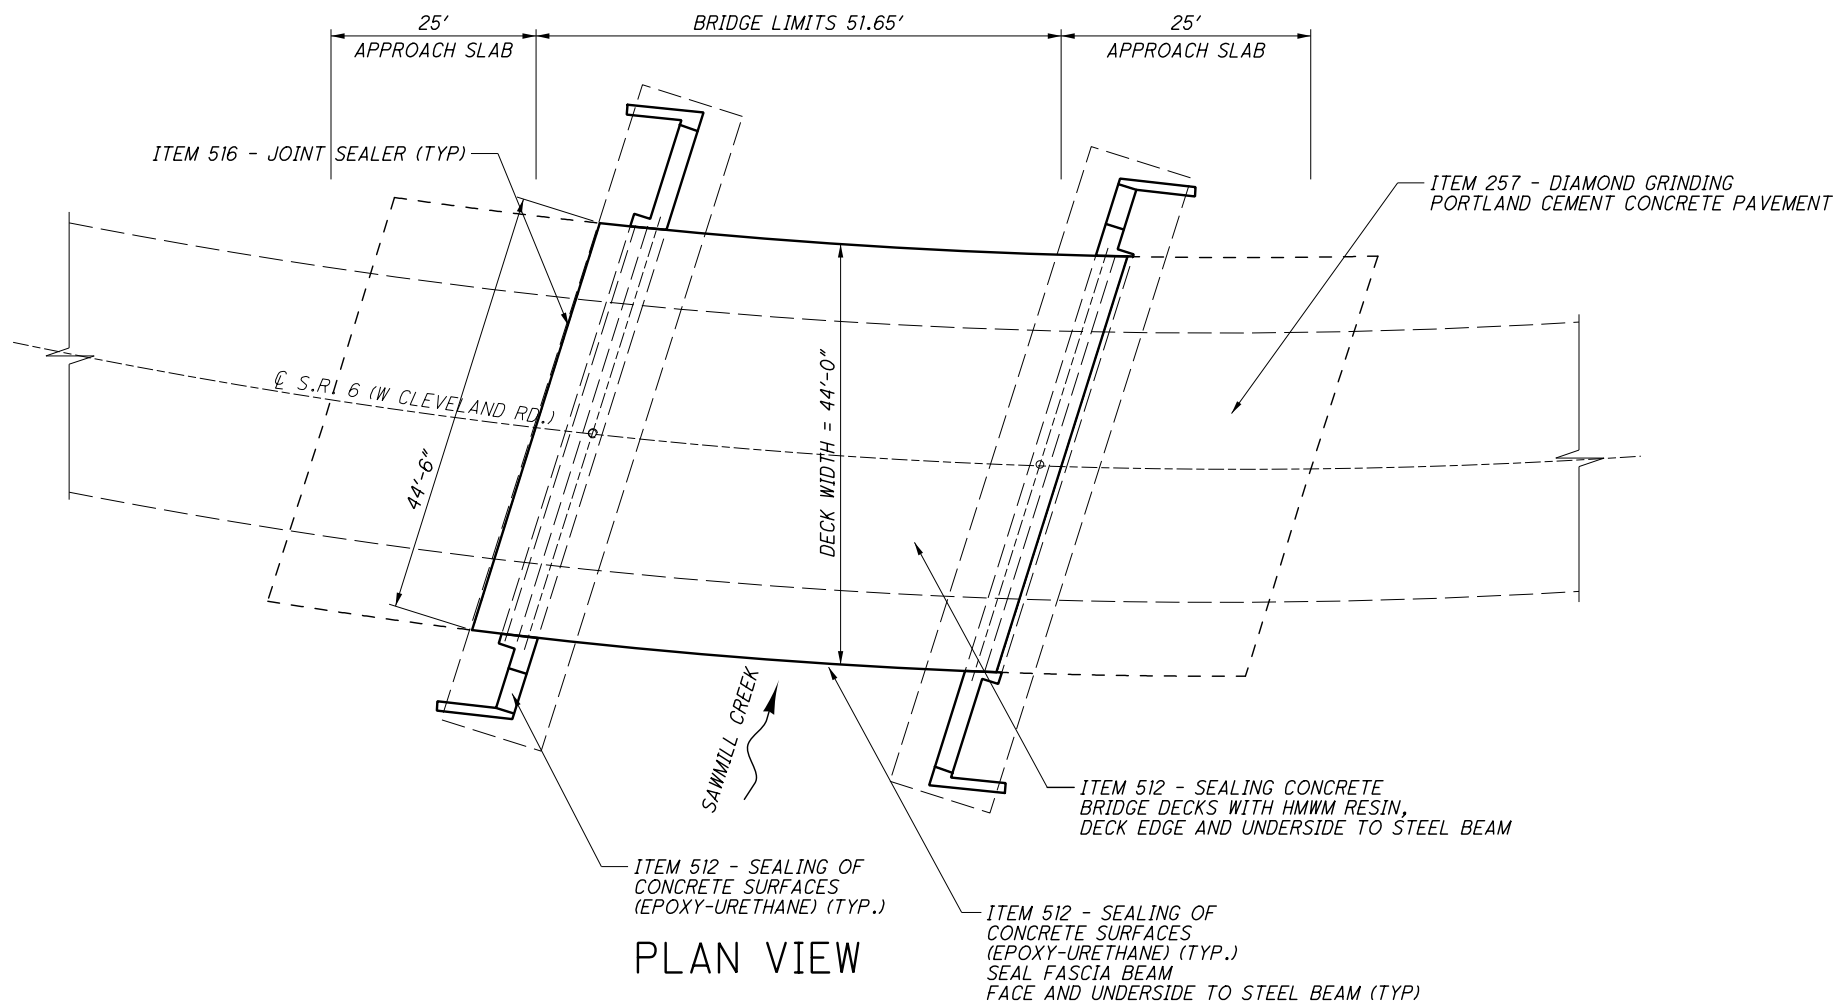 25'
APPROACH SLAB
BRIDGE LIMITS 51.65'
25'
APPROACH SLAB
ITEM 516 - JOINT SEALER (TYP)
ITEM 257 - DIAMOND GRINDING
PORTLAND CEMENT CONCRETE PAVEMENT
℄ S.R. 6 (W CLEVELAND RD.)
44'-6"
DECK WIDTH = 44'-0"
SAWMILL CREEK
ITEM 512 - SEALING CONCRETE
BRIDGE DECKS WITH HMWM RESIN,
DECK EDGE AND UNDERSIDE TO STEEL BEAM
ITEM 512 - SEALING OF
CONCRETE SURFACES
(EPOXY-URETHANE) (TYP.)
ITEM 512 - SEALING OF
CONCRETE SURFACES
(EPOXY-URETHANE) (TYP.)
SEAL FASCIA BEAM
FACE AND UNDERSIDE TO STEEL BEAM (TYP)
PLAN VIEW